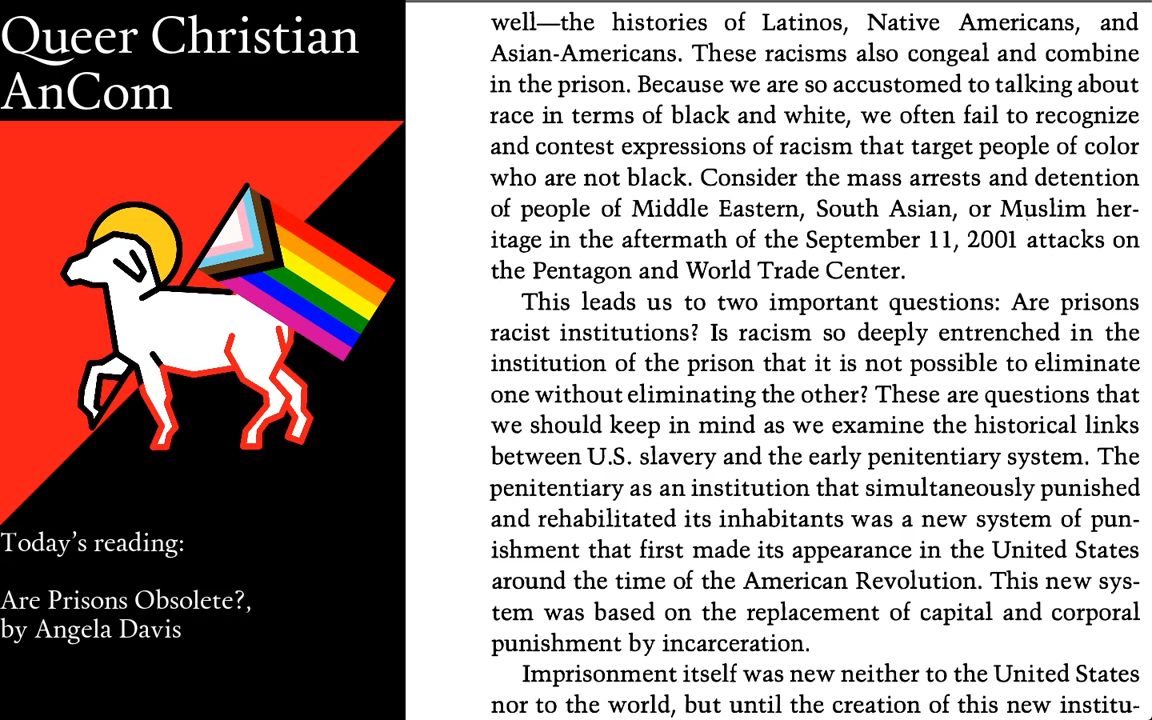 Queer Christian
AnCom
Today's reading:
Are Prisons Obsolete?,
by Angela Davis
well—the histories of Latinos, Native Americans, and
Asian-Americans. These racisms also congeal and combine
in the prison. Because we are so accustomed to talking about
race in terms of black and white, we often fail to recognize
and contest expressions of racism that target people of color
who are not black. Consider the mass arrests and detention
of people of Middle Eastern, South Asian, or Muslim her-
itage in the aftermath of the September 11, 2001 attacks on
the Pentagon and World Trade Center.
This leads us to two important questions: Are prisons
racist institutions? Is racism so deeply entrenched in the
institution of the prison that it is not possible to eliminate
one without eliminating the other? These are questions that
we should keep in mind as we examine the historical links
between U.S. slavery and the early penitentiary system. The
penitentiary as an institution that simultaneously punished
and rehabilitated its inhabitants was a new system of pun-
ishment that first made its appearance in the United States
around the time of the American Revolution. This new sys-
tem was based on the replacement of capital and corporal
punishment by incarceration.
Imprisonment itself was new neither to the United States
nor to the world, but until the creation of this new institu-